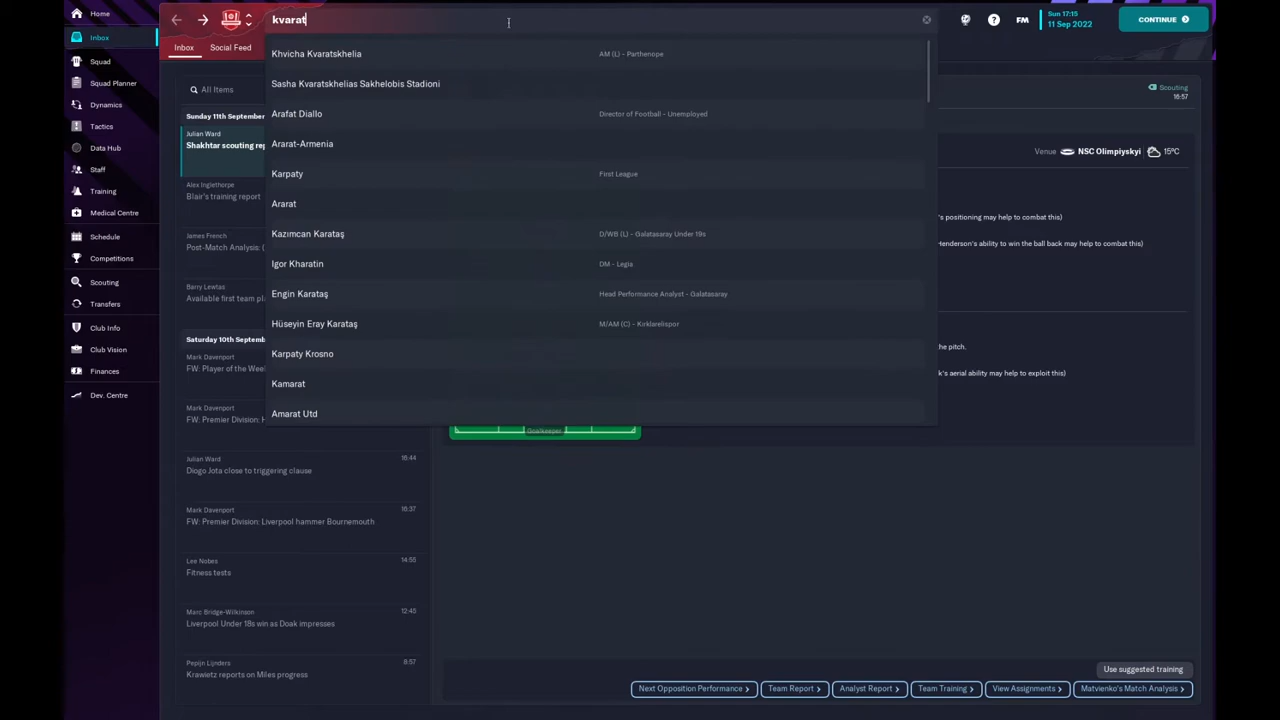 Home
Inbox
Squad
Squad Planner
Dynamics
Tactics
Data Hub
Staff
Training
Medical Centre
Schedule
Competitions
Scouting
Transfers
Club Info
Club Vision
Finances
Dev. Centre
kvarat
FM
Sun 17:15
11 Sep 2022
CONTINUE
Inbox
Social Feed
Khvicha Kvaratskhelia AM (L) - Parthenope
Sasha Kvaratskhelias Sakhelobis Stadioni
Arafat Diallo Director of Football - Unemployed
Ararat-Armenia
Karpaty First League
Ararat
Kazımcan Karataş D/WB (L) - Galatasaray Under 19s
Igor Kharatin DM - Legia
Engin Karataş Head Performance Analyst - Galatasaray
Hüseyin Eray Karataş M/AM (C) - Kırklarelispor
Karpaty Krosno
Kamarat
Amarat Utd
All Items
Sunday 11th September
Julian Ward
Shakhtar scouting rep
Alex Inglethorpe
Blair's training report
James French
Post-Match Analysis: (
Barry Lewtas
Available first team pla
Saturday 10th Septemb
Mark Davenport
FW: Player of the Week
Mark Davenport
FW: Premier Division: H
Julian Ward 16:44
Diogo Jota close to triggering clause
Mark Davenport 16:37
FW: Premier Division: Liverpool hammer Bournemouth
Lee Nobes 14:55
Fitness tests
Marc Bridge-Wilkinson 12:45
Liverpool Under 18s win as Doak impresses
Pepijn Lijnders 8:57
Krawietz reports on Miles progress
Scouting
16:57
Venue NSC Olimpiyskyi 15°C
's positioning may help to combat this)
Henderson's ability to win the ball back may help to combat this)
he pitch.
k's aerial ability may help to exploit this)
Goalkeeper
Use suggested training
Next Opposition Performance
Team Report
Analyst Report
Team Training
View Assignments
Matvienko's Match Analysis